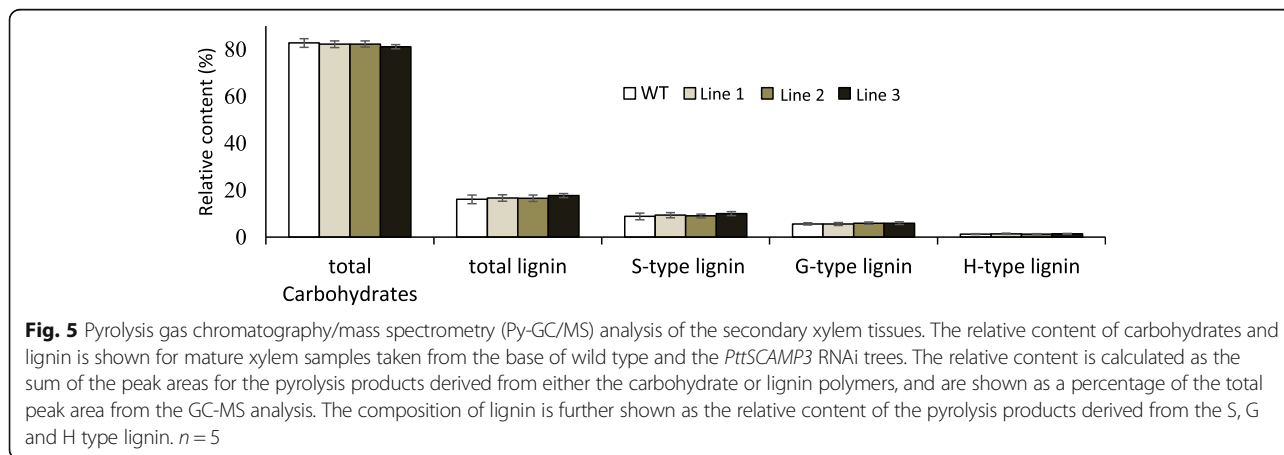 80
60
40
20
0
Relative content (%)
WT Line 1 Line 2 Line 3
total Carbohydrates
total lignin
S-type lignin
G-type lignin
H-type lignin
Fig. 5 Pyrolysis gas chromatography/mass spectrometry (Py-GC/MS) analysis of the secondary xylem tissues. The relative content of carbohydrates and
lignin is shown for mature xylem samples taken from the base of wild type and the PttSCAMP3 RNAi trees. The relative content is calculated as the
sum of the peak areas for the pyrolysis products derived from either the carbohydrate or lignin polymers, and are shown as a percentage of the total
peak area from the GC-MS analysis. The composition of lignin is further shown as the relative content of the pyrolysis products derived from the S, G
and H type lignin. n = 5